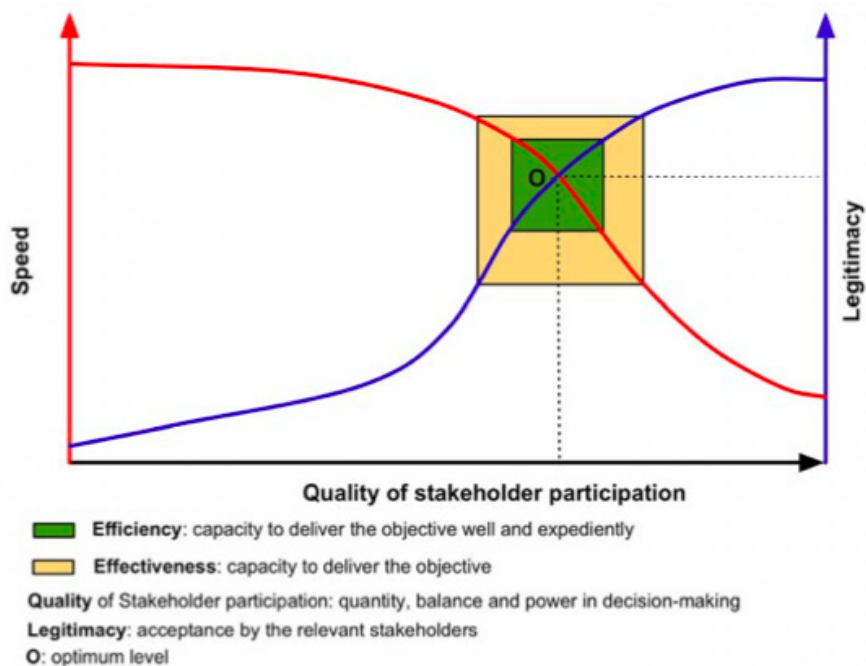 Speed
Legitimacy
O
Quality of stakeholder participation
Efficiency: capacity to deliver the objective well and expediently
Effectiveness: capacity to deliver the objective
Quality of Stakeholder participation: quantity, balance and power in decision-making
Legitimacy: acceptance by the relevant stakeholders
O: optimum level